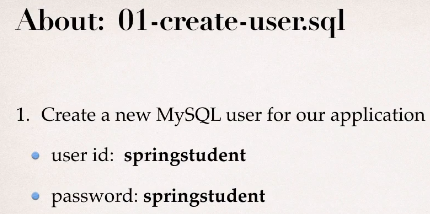 About: 01-create-user.sql
1. Create a new MySQL user for our application
• user id: springstudent
• password: springstudent